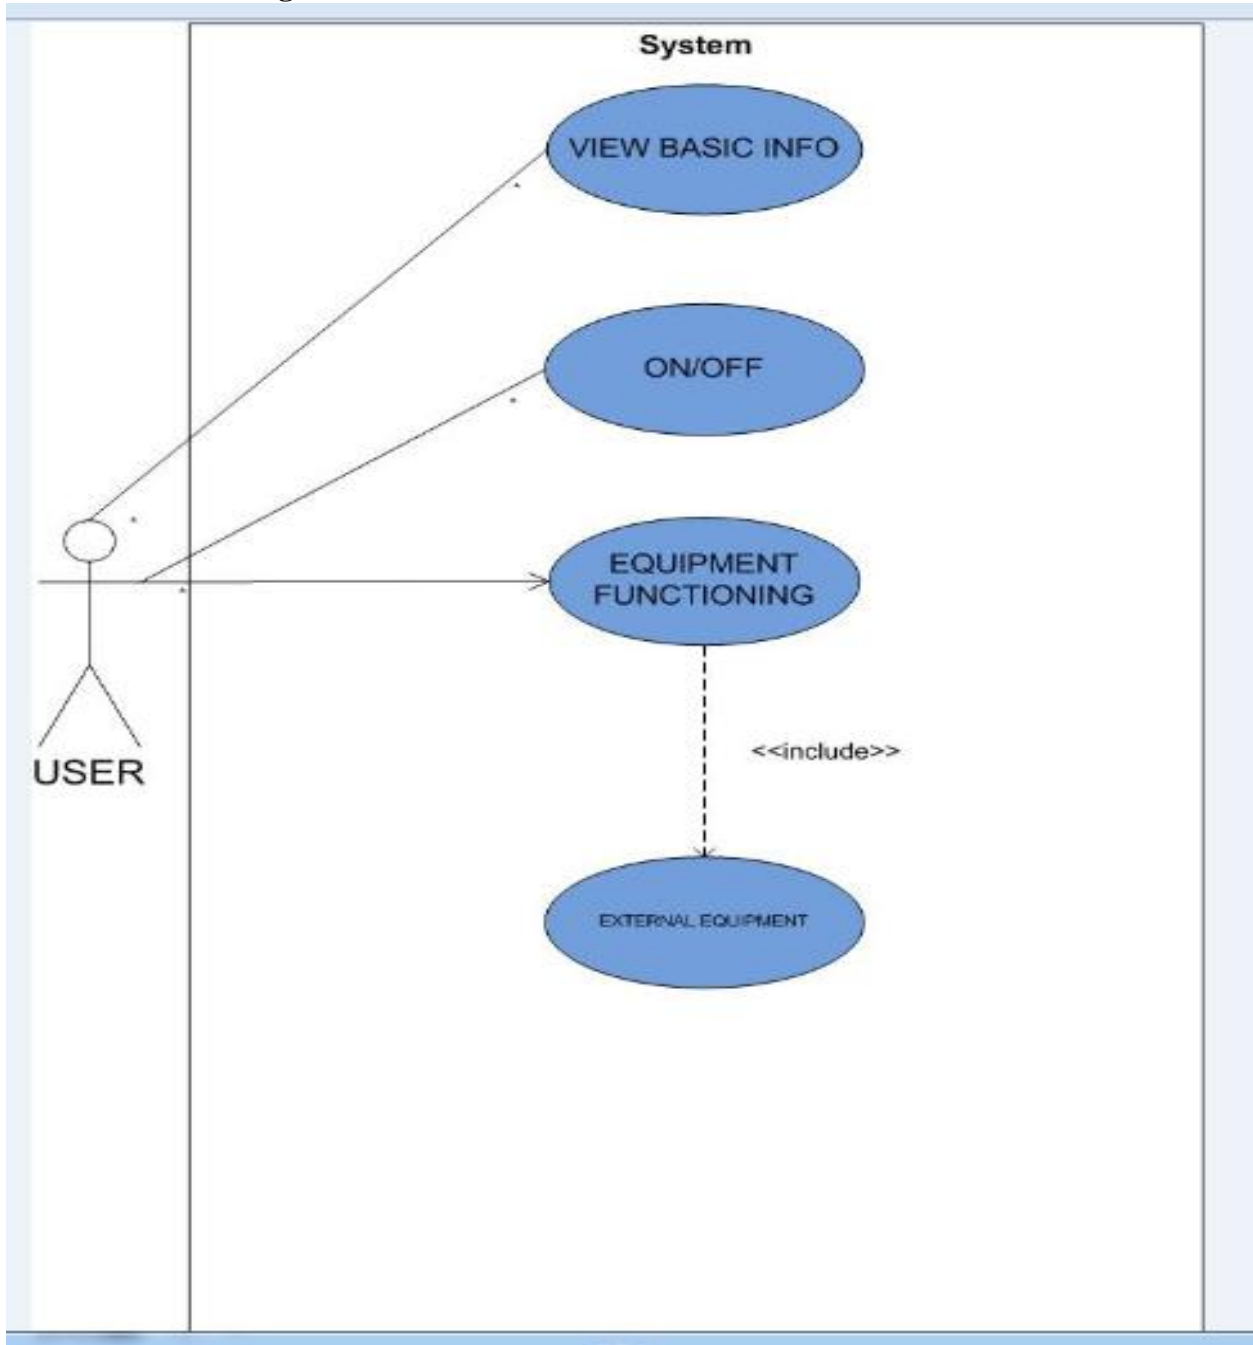 System
VIEW BASIC INFO
*
ON/OFF
*
*
EQUIPMENT
FUNCTIONING
*
USER
<<include>>
EXTERNAL EQUIPMENT